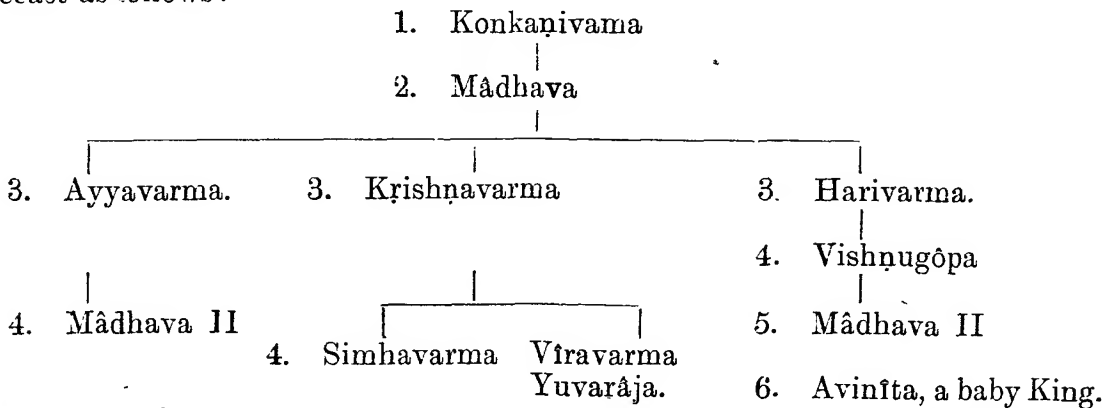 1. Konkaṇivama
2. Mâdhava
3. Ayyavarma. 3. Kṛishṇavarma 3. Harivarma.
4. Vishṇugôpa
4. Mâdhava II 5. Mâdhava II
4. Simhavarma Vîravarma
Yuvarâja. 6. Avinîta, a baby King.